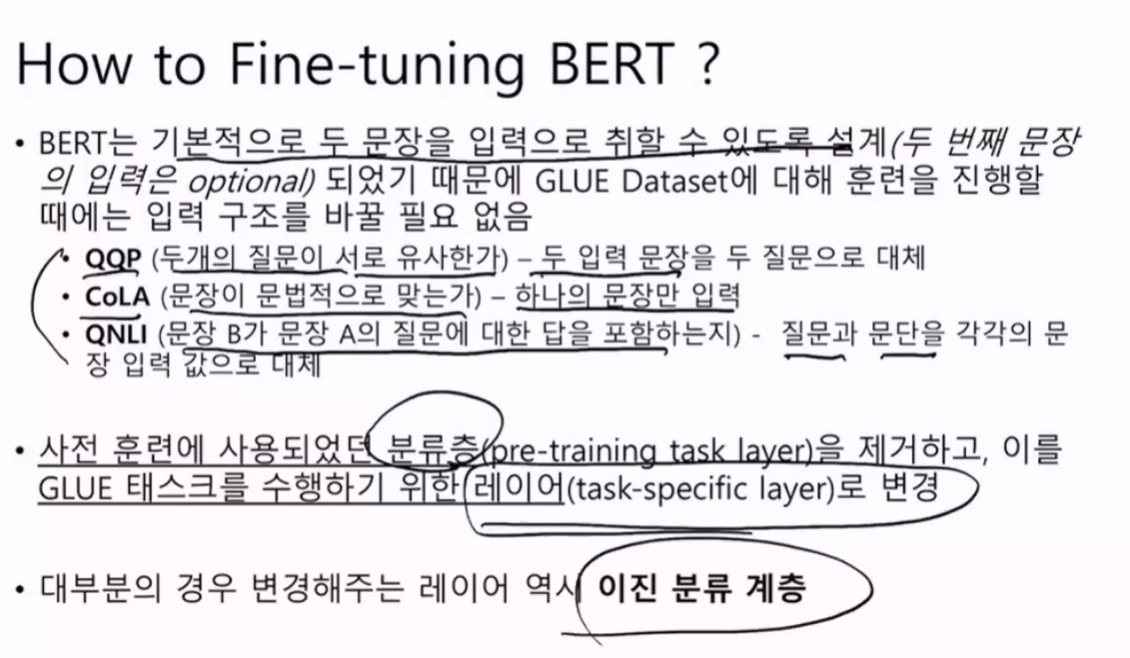 How to Fine-tuning BERT ?
• BERT는 기본적으로 두 문장을 입력으로 취할 수 있도록 설계(두 번째 문장
의 입력은 optional) 되었기 때문에 GLUE Dataset에 대해 훈련을 진행할
때에는 입력 구조를 바꿀 필요 없음
• QQP (두개의 질문이 서로 유사한가) – 두 입력 문장을 두 질문으로 대체
• CoLA (문장이 문법적으로 맞는가) – 하나의 문장만 입력
• QNLI (문장 B가 문장 A의 질문에 대한 답을 포함하는지) - 질문과 문단을 각각의 문
장 입력 값으로 대체
• 사전 훈련에 사용되었던 분류층(pre-training task layer)을 제거하고, 이를
GLUE 태스크를 수행하기 위한 레이어(task-specific layer)로 변경
• 대부분의 경우 변경해주는 레이어 역시 이진 분류 계층